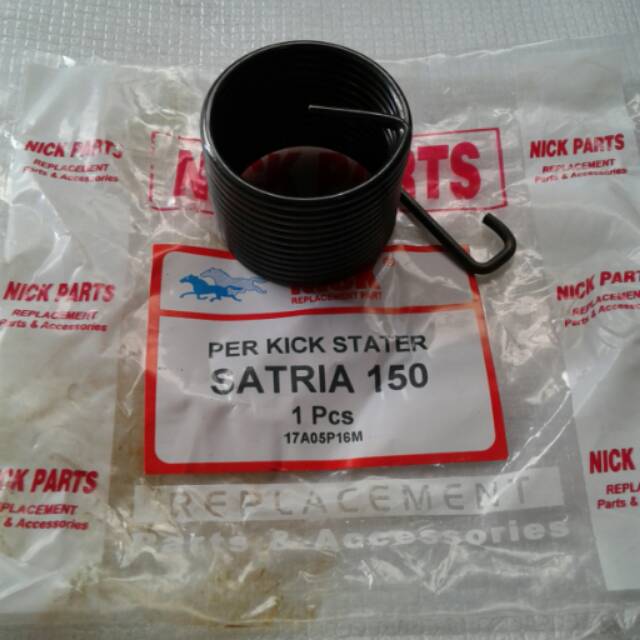 NICK PARTS
REPLACEMENT
Parts & Accessories
NICK PARTS
NICK PARTS
REPLACEMENT
Parts & Accessories
NICK PARTS
REPLACEMENT
Parts & Accessories
REPLACEMENT PART
PER KICK STATER
SATRIA 150
1 Pcs
17A05P16M
NICK PARTS
REPLACEMENT
Parts & Accessories
NICK PARTS
REPLACEMENT
Parts & Accessories
NICK
REPLACEMENT
Parts & Accessories